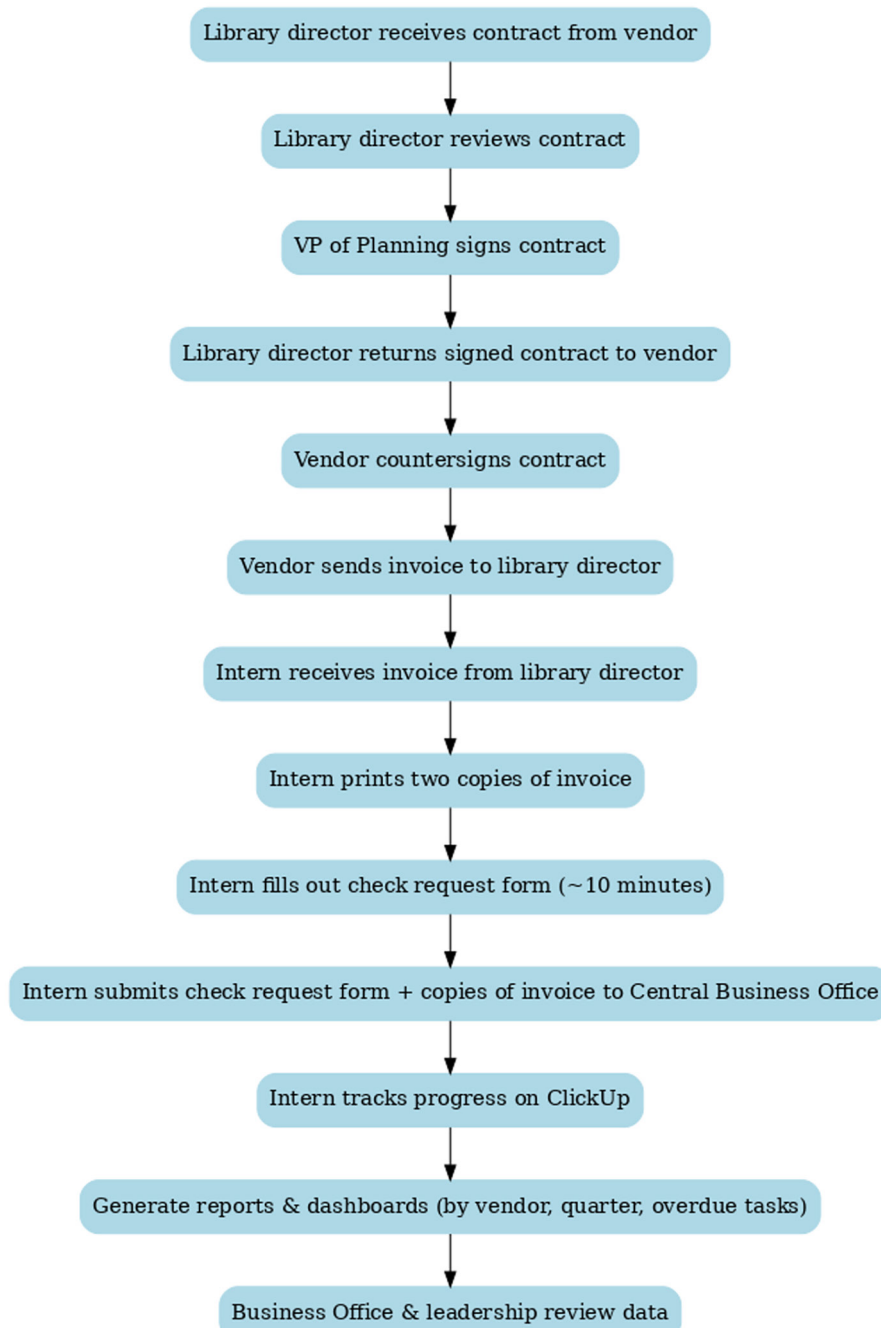 Library director receives contract from vendor
Library director reviews contract
VP of Planning signs contract
Library director returns signed contract to vendor
Vendor countersigns contract
Vendor sends invoice to library director
Intern receives invoice from library director
Intern prints two copies of invoice
Intern fills out check request form (~10 minutes)
Intern submits check request form + copies of invoice to Central Business Office
Intern tracks progress on ClickUp
Generate reports & dashboards (by vendor, quarter, overdue tasks)
Business Office & leadership review data